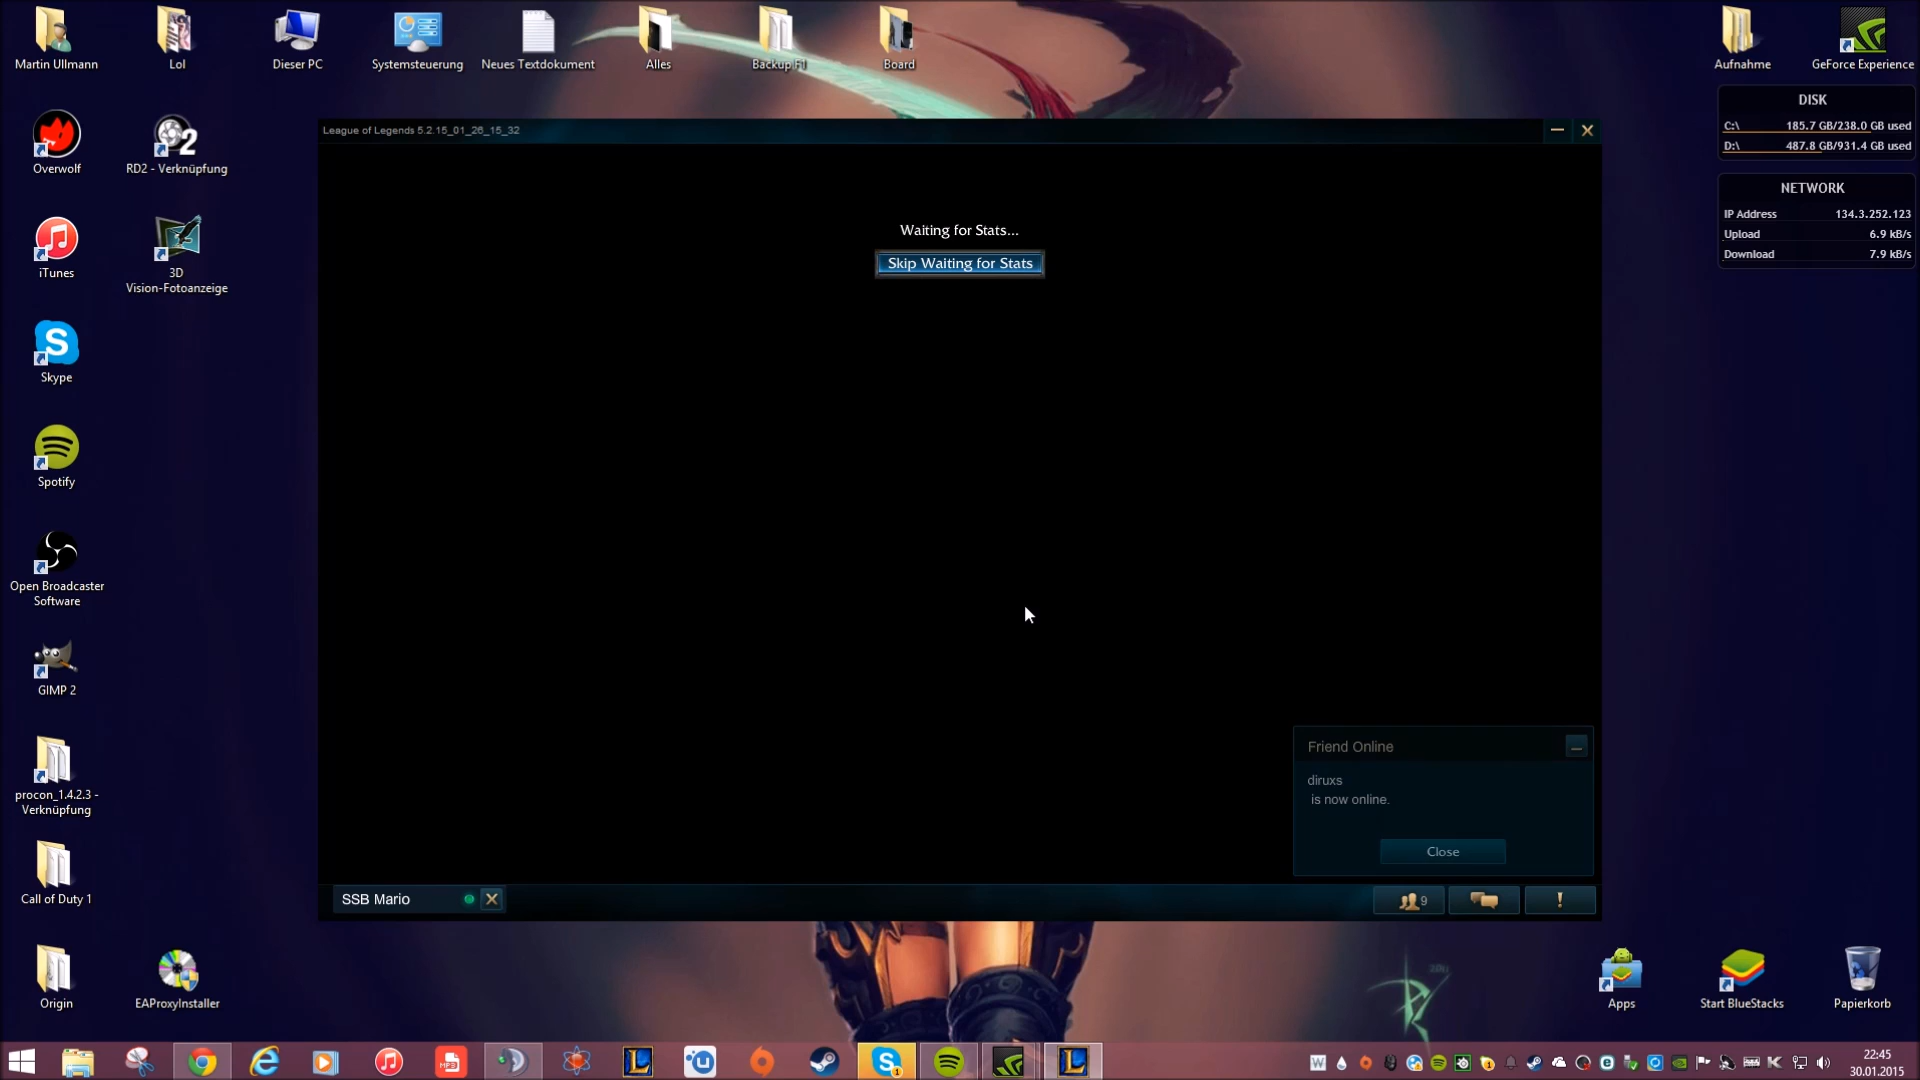 Martin Ullmann
Lol
Dieser PC
Systemsteuerung
Neues Textdokument
Alles
Backup F1
Board
Aufnahme
GeForce Experience
DISK
C:\ 185.7 GB/238.0 GB used
D:\ 487.8 GB/931.4 GB used
NETWORK
IP Address 134.3.252.123
Upload 6.9 kB/s
Download 7.9 kB/s
Overwolf
2
RD2 - Verknüpfung
iTunes
3D
Vision-Fotoanzeige
Skype
Spotify
Open Broadcaster
Software
GIMP 2
procon_1.4.2.3 -
Verknüpfung
Call of Duty 1
Origin
EAProxyInstaller
League of Legends 5.2.15_01_26_15_32
Waiting for Stats...
Skip Waiting for Stats
Friend Online
diruxs
is now online.
Close
SSB Mario
9
!
Apps
Start BlueStacks
Papierkorb
MP3
22:45
30.01.2015